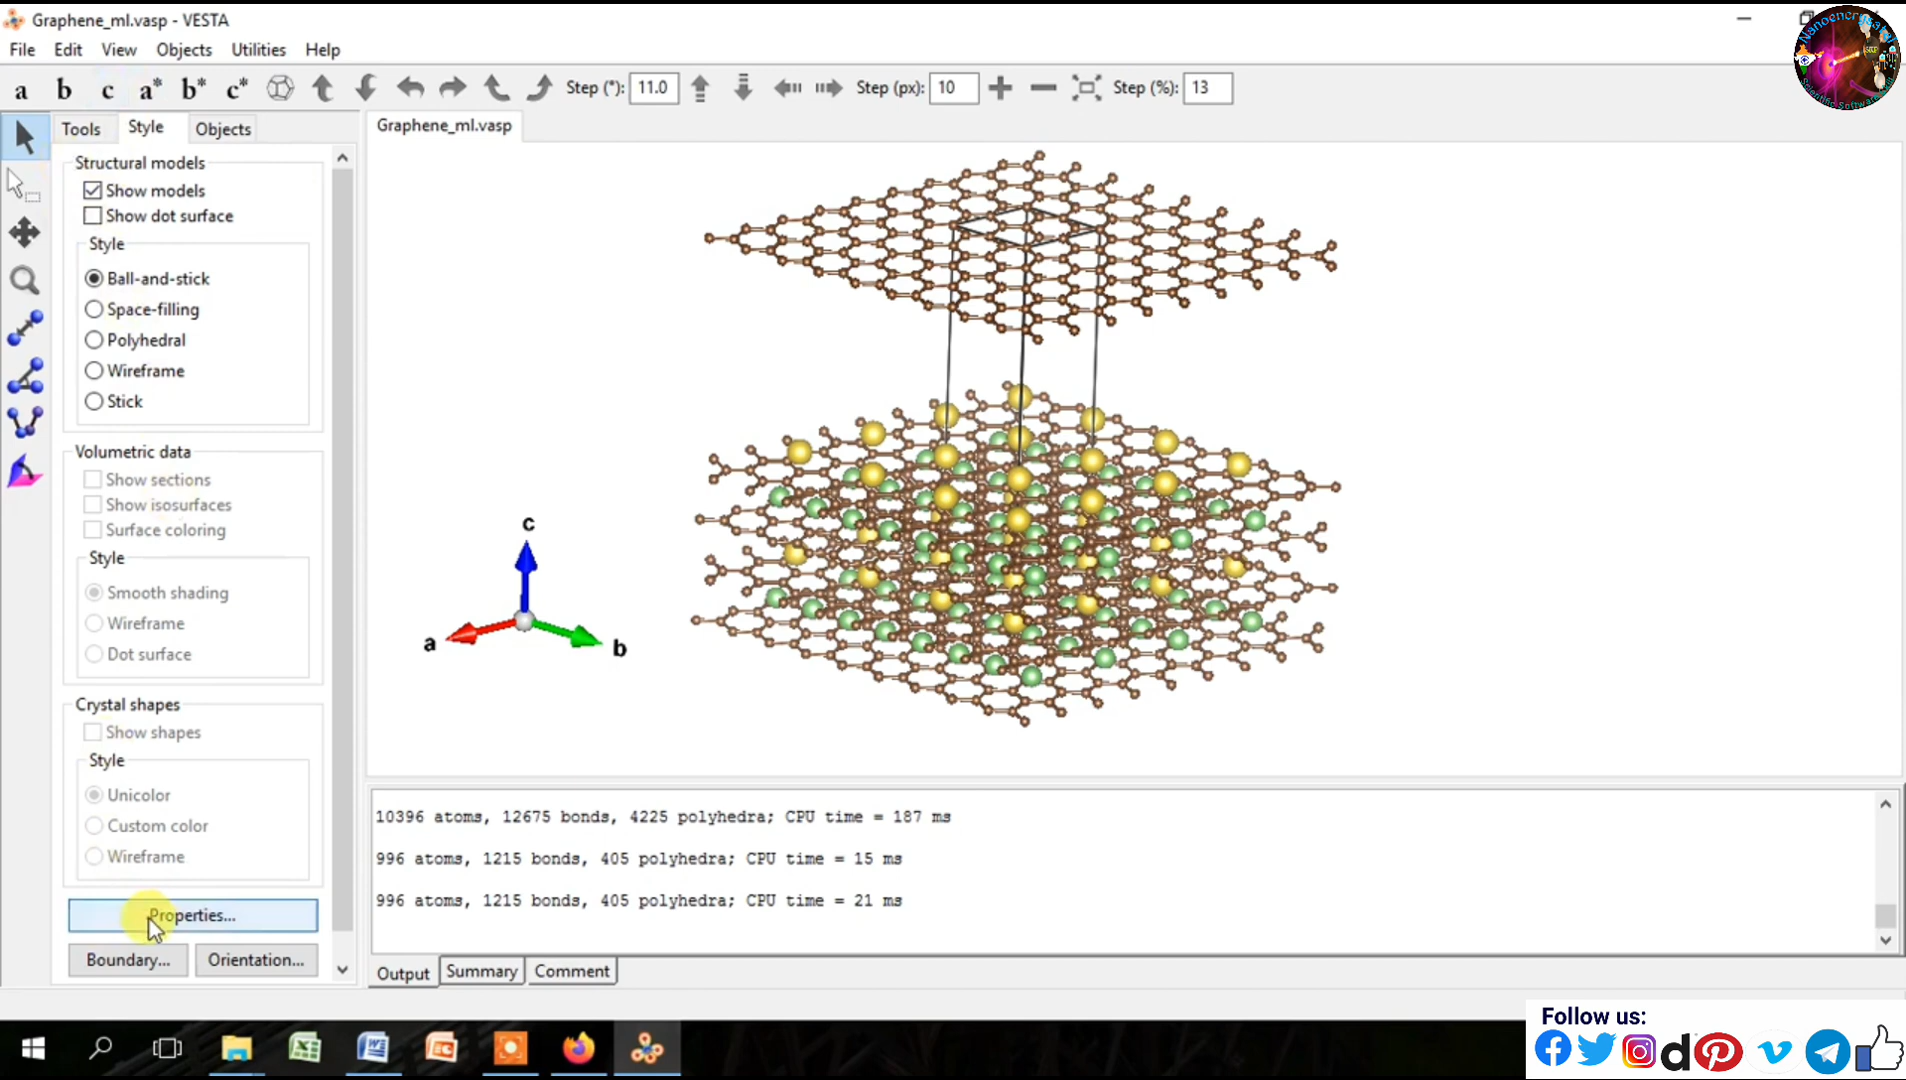 Graphene_ml.vasp - VESTA
File Edit View Objects Utilities Help
a b c a* b* c* Step (°): 11.0 Step (px): 10 Step (%): 13
Tools Style Objects
Graphene_ml.vasp
Structural models
Show models
Show dot surface
Style
Ball-and-stick
Space-filling
Polyhedral
Wireframe
Stick
Volumetric data
Show sections
Show isosurfaces
Surface coloring
Style
Smooth shading
Wireframe
Dot surface
Crystal shapes
Show shapes
Style
Unicolor
Custom color
Wireframe
Properties...
Boundary... Orientation...
c
a
b
10396 atoms, 12675 bonds, 4225 polyhedra; CPU time = 187 ms
996 atoms, 1215 bonds, 405 polyhedra; CPU time = 15 ms
996 atoms, 1215 bonds, 405 polyhedra; CPU time = 21 ms
Output Summary Comment
Follow us: